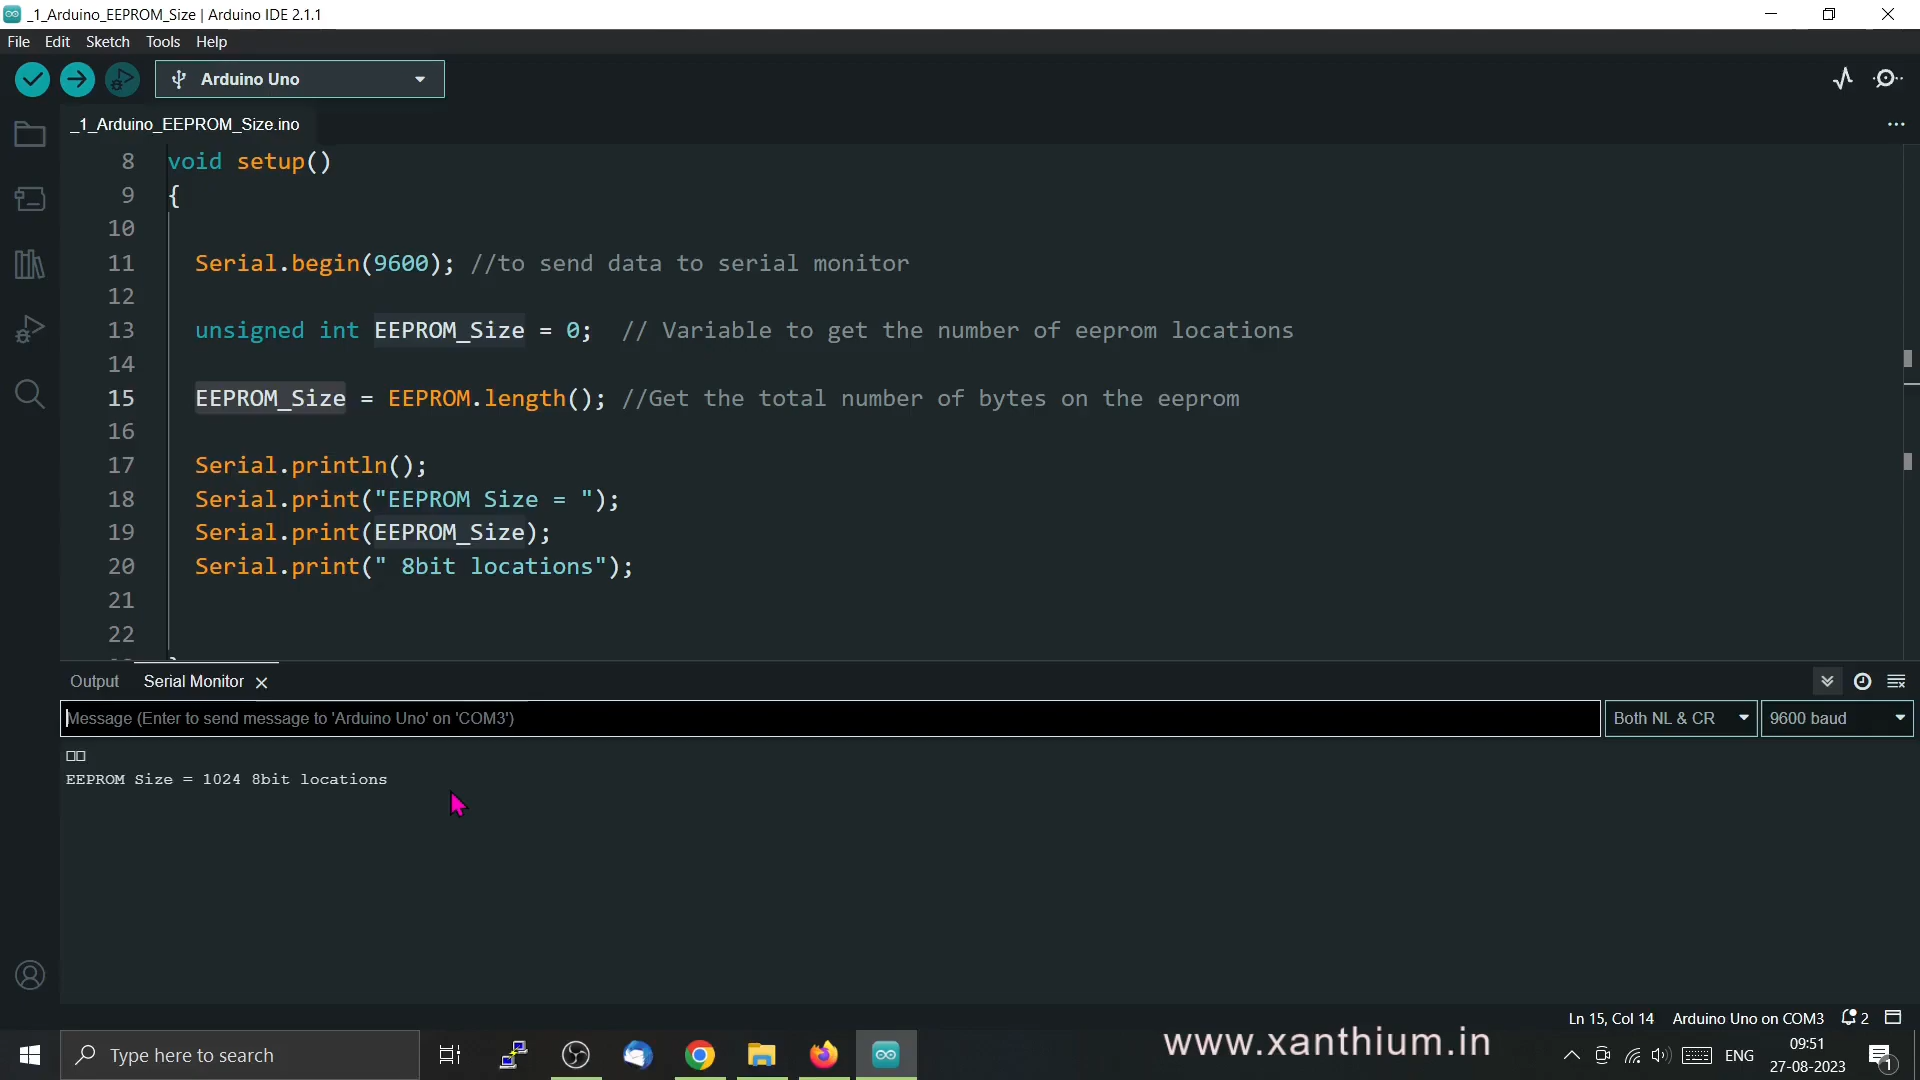 _1_Arduino_EEPROM_Size | Arduino IDE 2.1.1
File Edit Sketch Tools Help
Arduino Uno
_1_Arduino_EEPROM_Size.ino
8 void setup()
9 {
10
11 Serial.begin(9600); //to send data to serial monitor
12
13 unsigned int EEPROM_Size = 0; // Variable to get the number of eeprom locations
14
15 EEPROM_Size = EEPROM.length(); //Get the total number of bytes on the eeprom
16
17 Serial.println();
18 Serial.print("EEPROM Size = ");
19 Serial.print(EEPROM_Size);
20 Serial.print(" 8bit locations");
21
22
Output Serial Monitor
Message (Enter to send message to 'Arduino Uno' on 'COM3') Both NL & CR 9600 baud
□□
EEPROM Size = 1024 8bit locations
Ln 15, Col 14 Arduino Uno on COM3 2
Type here to search
www.xanthium.in
ENG
09:51
27-08-2023
1